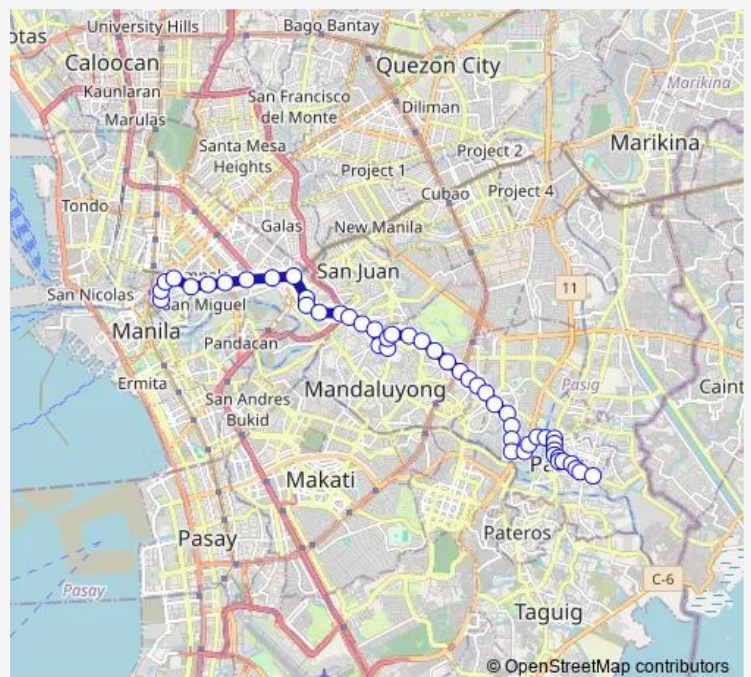 University Hills
Bago Bantay
otas
Caloocan
Quezon City
Kaunlaran
San Francisco
del Monte
Marulas
Diliman
Marikina
Santa Mesa
Heights
Project 2
Marikina
Project 1
Cubao
Project 4
Tondo
Galas
New Manila
San Juan
San Nicolas
San Miguel
11
Manila
Pandacan
Ermita
Mandaluyong
Pasig
Caint
San Andres
Bukid
Pa
Makati
Pasay
Pateros
C-6
Pasay
Taguig
© OpenStreetMap contributors